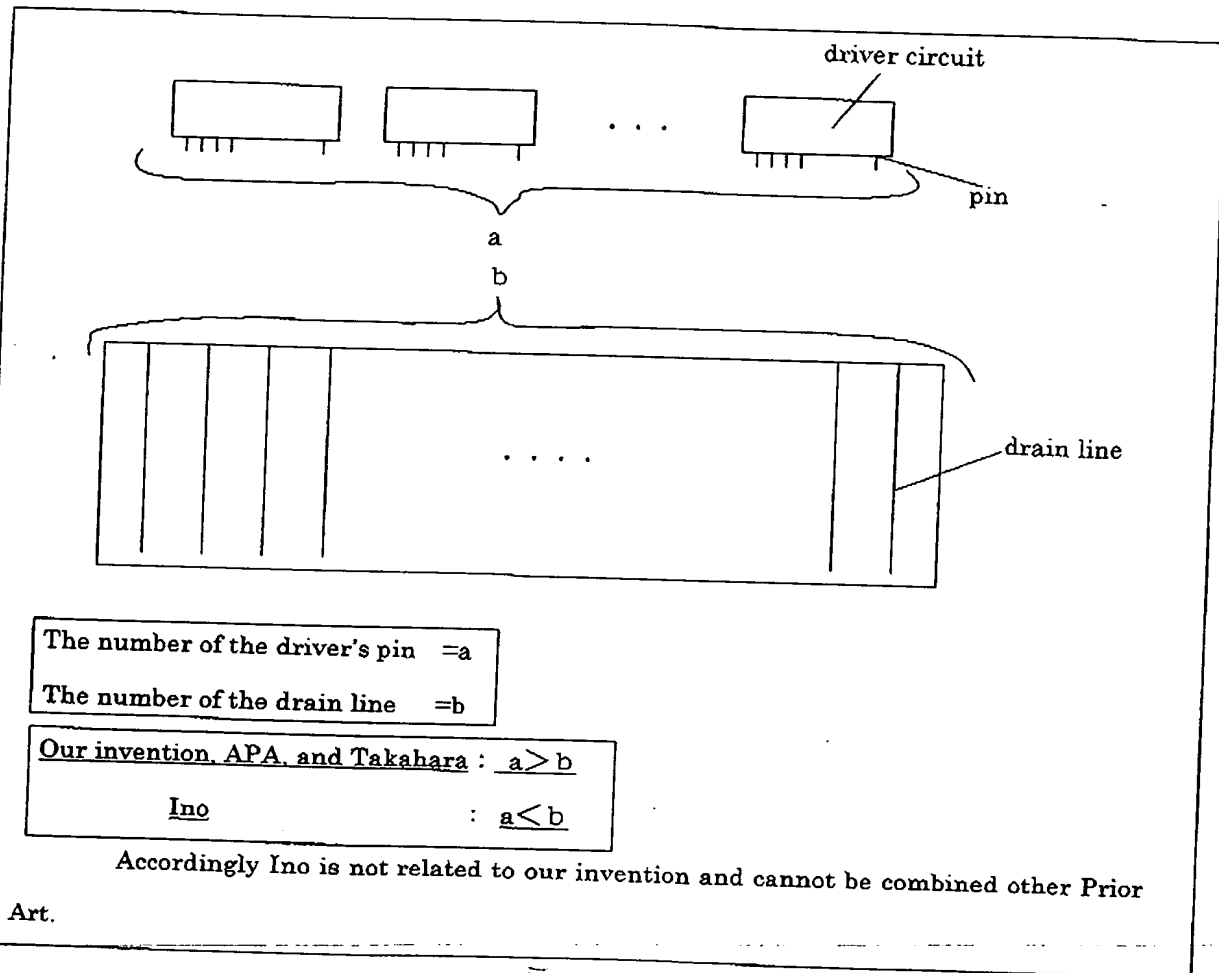 driver circuit
. . .
pin
a
b
. . . .
drain line
The number of the driver's pin =a
The number of the drain line =b
Our invention, APA, and Takahara : a>b
Ino : a<b
Accordingly Ino is not related to our invention and cannot be combined other Prior
Art.